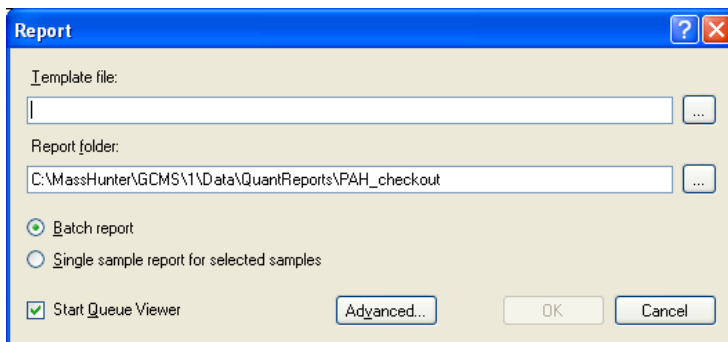 Report
Template file:
...
Report folder:
C:\MassHunter\GCMS\1\Data\QuantReports\PAH_checkout
...
Batch report
Single sample report for selected samples
Start Queue Viewer
Advanced...
OK
Cancel